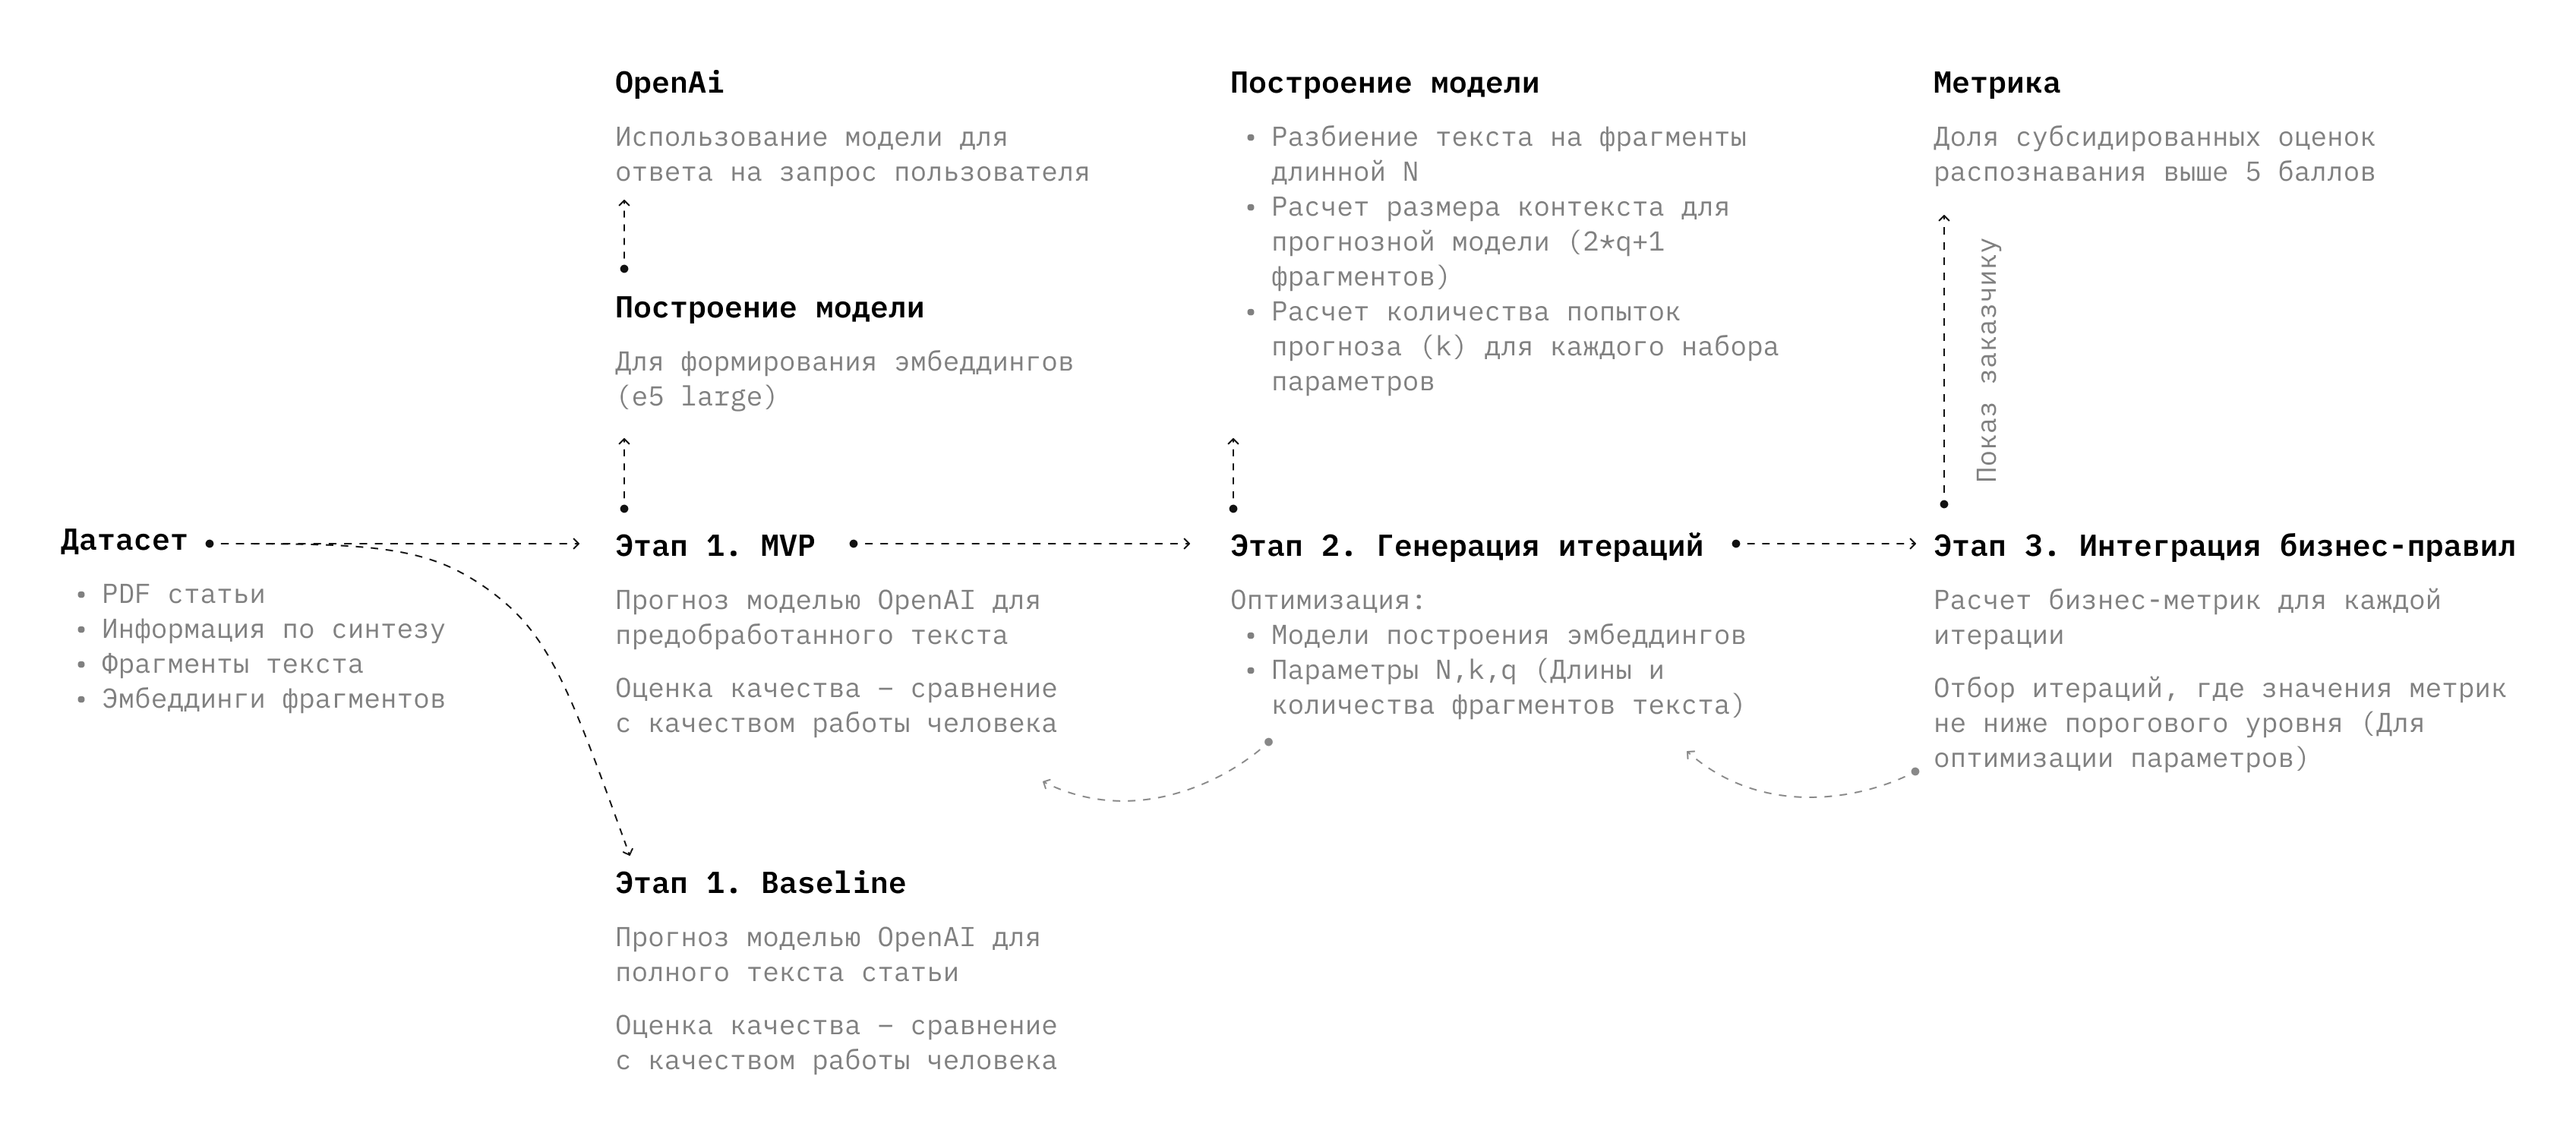 OpenAi
Использование модели для
ответа на запрос пользователя
Построение модели
Для формирования эмбеддингов
(e5 large)
Построение модели
• Разбиение текста на фрагменты
длинной N
• Расчет размера контекста для
прогнозной модели (2*q+1
фрагментов)
• Расчет количества попыток
прогноза (k) для каждого набора
параметров
Метрика
Доля субсидированных оценок
распознавания выше 5 баллов
Показ заказчику
Датасет
• PDF статьи
• Информация по синтезу
• Фрагменты текста
• Эмбеддинги фрагментов
Этап 1. MVP
Прогноз моделью OpenAI для
предобработанного текста
Оценка качества – сравнение
с качеством работы человека
Этап 2. Генерация итераций
Оптимизация:
• Модели построения эмбеддингов
• Параметры N,k,q (Длины и
количества фрагментов текста)
Этап 3. Интеграция бизнес-правил
Расчет бизнес-метрик для каждой
итерации
Отбор итераций, где значения метрик
не ниже порогового уровня (Для
оптимизации параметров)
Этап 1. Baseline
Прогноз моделью OpenAI для
полного текста статьи
Оценка качества – сравнение
с качеством работы человека